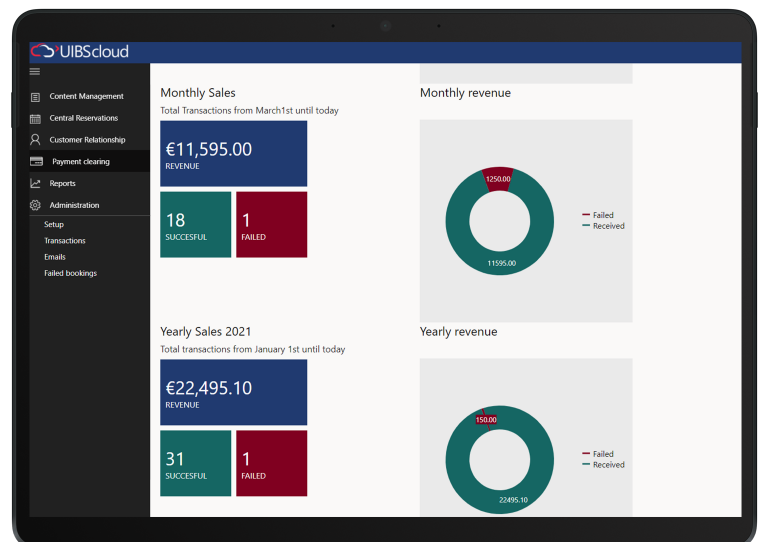 UIBScloud
Content Management
Central Reservations
Customer Relationship
Payment clearing
Reports
Administration
Setup
Transactions
Emails
Failed bookings
Monthly Sales
Total Transactions from March1st until today
€11,595.00
REVENUE
18
SUCCESFUL
1
FAILED
Monthly revenue
1250.00
11595.00
Failed
Received
Yearly Sales 2021
Total transactions from January 1st until today
€22,495.10
REVENUE
31
SUCCESFUL
1
FAILED
Yearly revenue
150.00
22495.10
Failed
Received